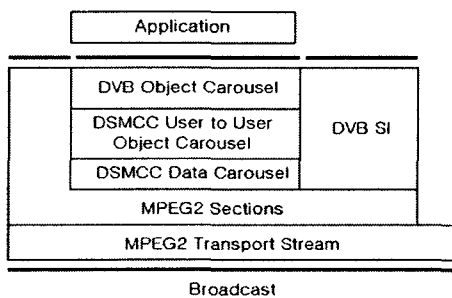 Application
DVB Object Carousel
DSMCC User to User
Object Carousel
DVB SI
DSMCC Data Carousel
MPEG2 Sections
MPEG2 Transport Stream
Broadcast